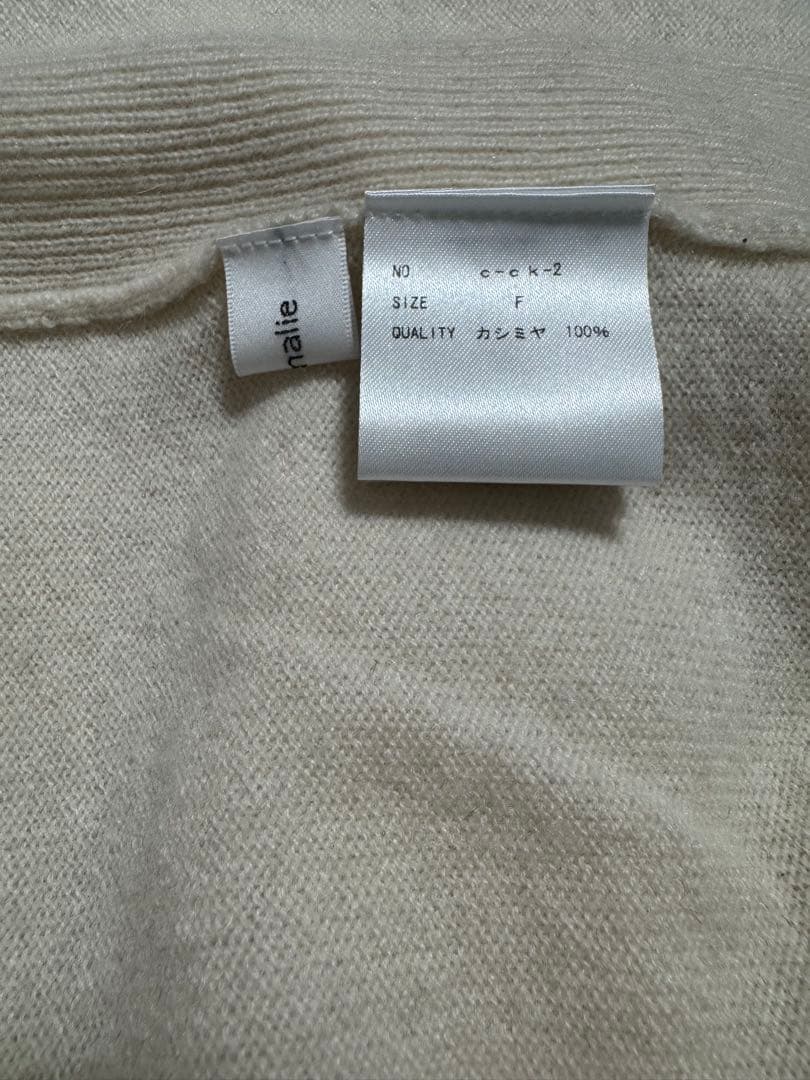 NO c-ck-2
SIZE F
QUALITY カシミヤ 100%
nalie